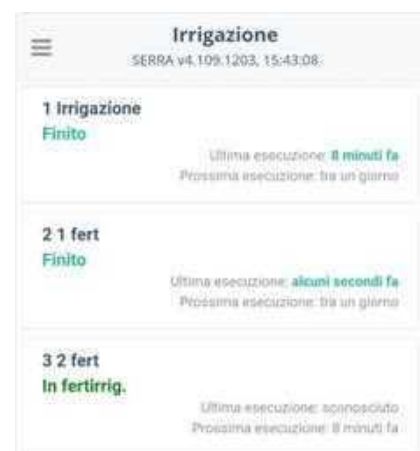 Irrigazione
SERRA v4.109.1203, 15:43:08
1 Irrigazione
Finito
Ultima esecuzione: 8 minuti fa
Prossima esecuzione: tra un giorno
2 1 fert
Finito
Ultima esecuzione: alcuni secondi fa
Prossima esecuzione: tra un giorno
3 2 fert
In fertirrig.
Ultima esecuzione: sconosciuto
Prossima esecuzione: 8 minuti fa